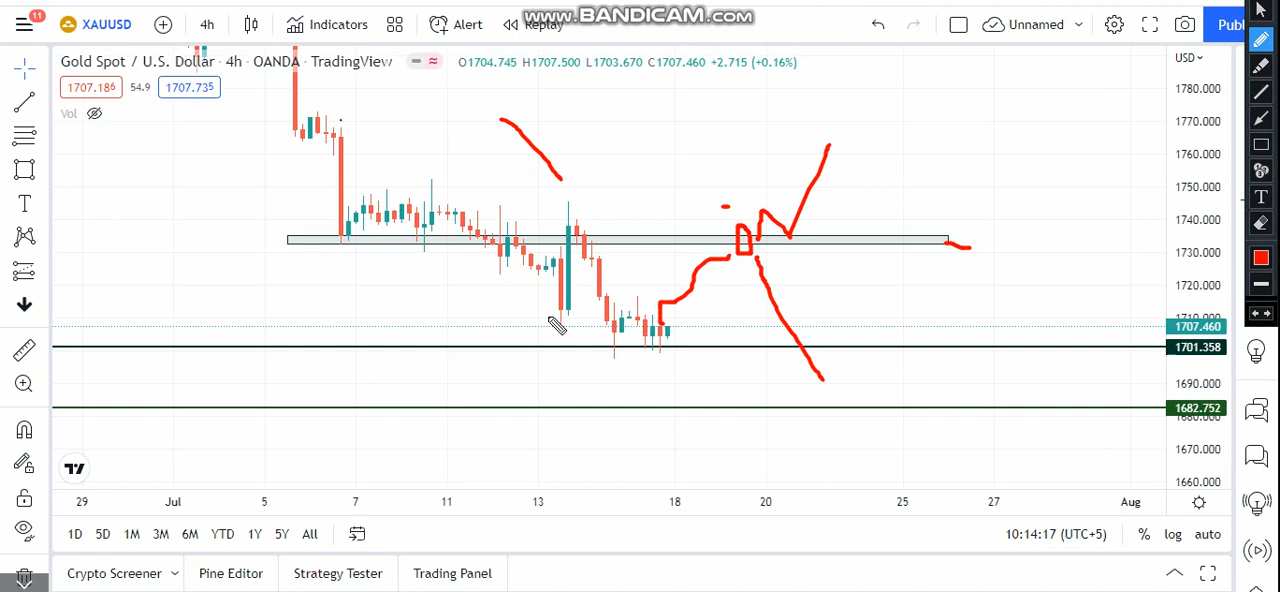 www.BANDICAM.com
11
XAUUSD
4h
Indicators
Alert
Replay
Unnamed
Publ
Gold Spot / U.S. Dollar · 4h · OANDA · TradingView
O1704.745 H1707.500 L1703.670 C1707.460 +2.715 (+0.16%)
USD
1707.186
54.9
1707.735
Vol
1780.000
1770.000
1760.000
1750.000
1740.000
1730.000
1720.000
1710.000
1707.460
1701.358
1690.000
1682.752
1680.000
1670.000
1660.000
29
Jul
5
7
11
13
18
20
25
27
Aug
1D 5D 1M 3M 6M YTD 1Y 5Y All
10:14:17 (UTC+5)
% log auto
Crypto Screener
Pine Editor
Strategy Tester
Trading Panel